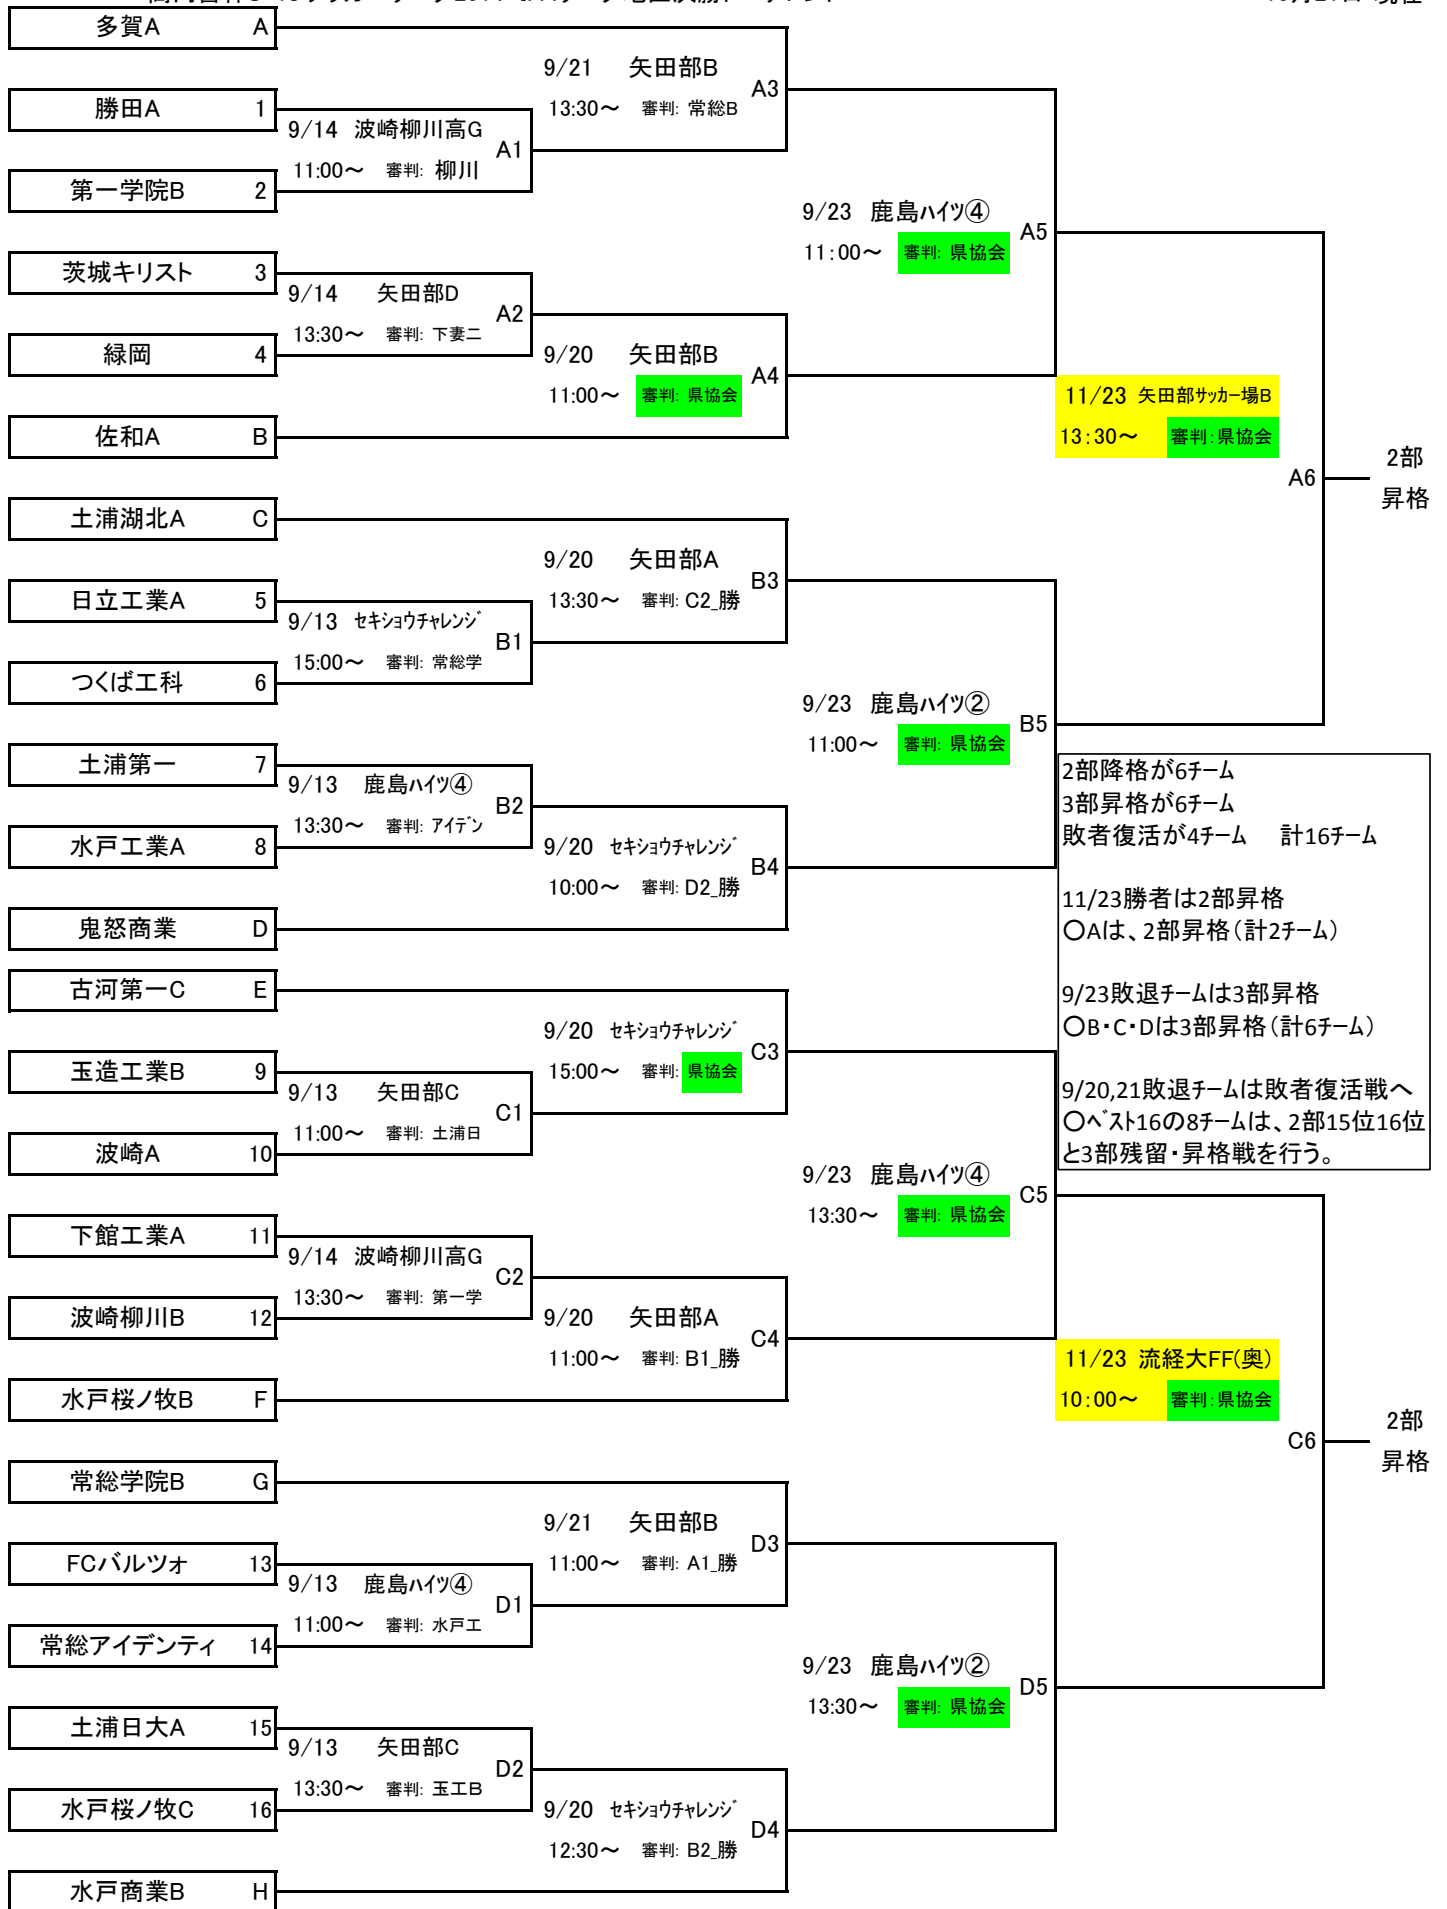 多賀A A
9/21 矢田部B
13:30～ 審判: 常総B
A3
勝田A 1
9/14 波崎柳川高G
11:00～ 審判: 柳川
A1
第一学院B 2
9/23 鹿島ハイツ④
11:00～ 審判: 県協会
A5
茨城キリスト 3
9/14 矢田部D
13:30～ 審判: 下妻二
A2
緑岡 4
9/20 矢田部B
11:00～ 審判: 県協会
A4
佐和A B
11/23 矢田部サッカー場B
13:30～ 審判:県協会
A6
2部
昇格
土浦湖北A C
9/20 矢田部A
13:30～ 審判: C2_勝
B3
日立工業A 5
9/13 セキショウチャレンジ
15:00～ 審判: 常総学
B1
つくば工科 6
9/23 鹿島ハイツ②
11:00～ 審判: 県協会
B5
土浦第一 7
9/13 鹿島ハイツ④
13:30～ 審判: アイデン
B2
水戸工業A 8
9/20 セキショウチャレンジ
10:00～ 審判: D2_勝
B4
鬼怒商業 D
2部降格が6チーム
3部昇格が6チーム
敗者復活が4チーム 計16チーム
11/23勝者は2部昇格
〇Aは、2部昇格(計2チーム)
9/23敗退チームは3部昇格
〇B・C・Dは3部昇格(計6チーム)
9/20,21敗退チームは敗者復活戦へ
〇ベスト16の8チームは、2部15位16位
と3部残留・昇格戦を行う。
古河第一C E
9/20 セキショウチャレンジ
15:00～ 審判: 県協会
C3
玉造工業B 9
9/13 矢田部C
11:00～ 審判: 土浦日
C1
波崎A 10
9/23 鹿島ハイツ④
13:30～ 審判: 県協会
C5
下館工業A 11
9/14 波崎柳川高G
13:30～ 審判: 第一学
C2
波崎柳川B 12
9/20 矢田部A
11:00～ 審判: B1_勝
C4
水戸桜ノ牧B F
11/23 流経大FF(奥)
10:00～ 審判:県協会
C6
2部
昇格
常総学院B G
9/21 矢田部B
11:00～ 審判: A1_勝
D3
FCバルツォ 13
9/13 鹿島ハイツ④
11:00～ 審判: 水戸工
D1
常総アイデンティ 14
9/23 鹿島ハイツ②
13:30～ 審判: 県協会
D5
土浦日大A 15
9/13 矢田部C
13:30～ 審判: 玉工B
D2
水戸桜ノ牧C 16
9/20 セキショウチャレンジ
12:30～ 審判: B2_勝
D4
水戸商業B H